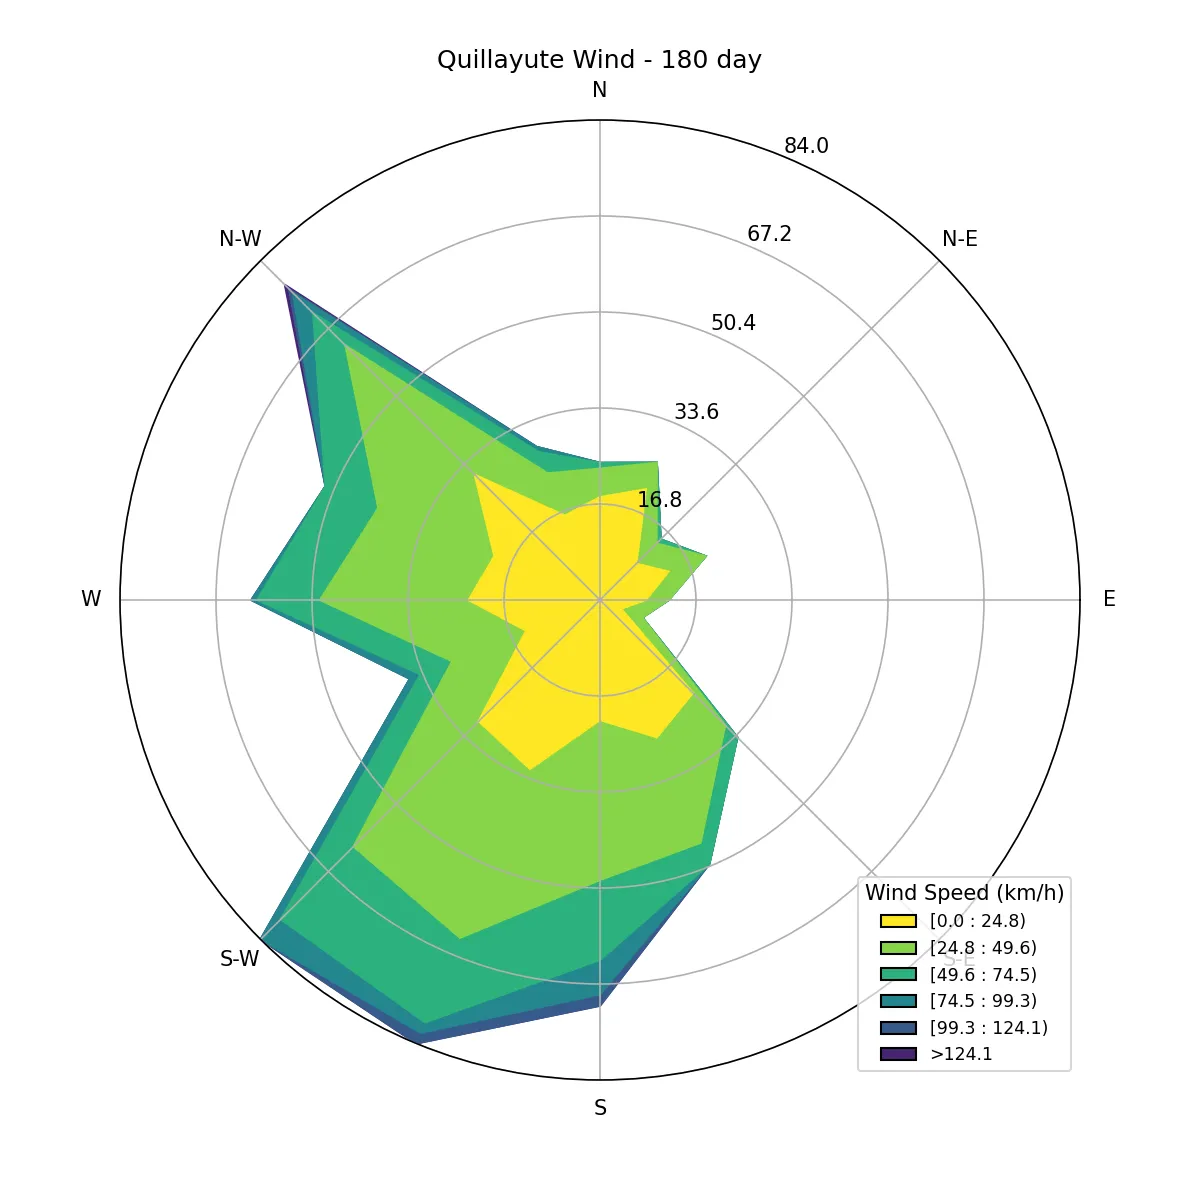 Quillayute Wind - 180 day
N
84.0
67.2
N-W
N-E
50.4
33.6
16.8
W
E
S-W
S-E
S
Wind Speed (km/h)
[0.0 : 24.8)
[24.8 : 49.6)
[49.6 : 74.5)
[74.5 : 99.3)
[99.3 : 124.1)
>124.1